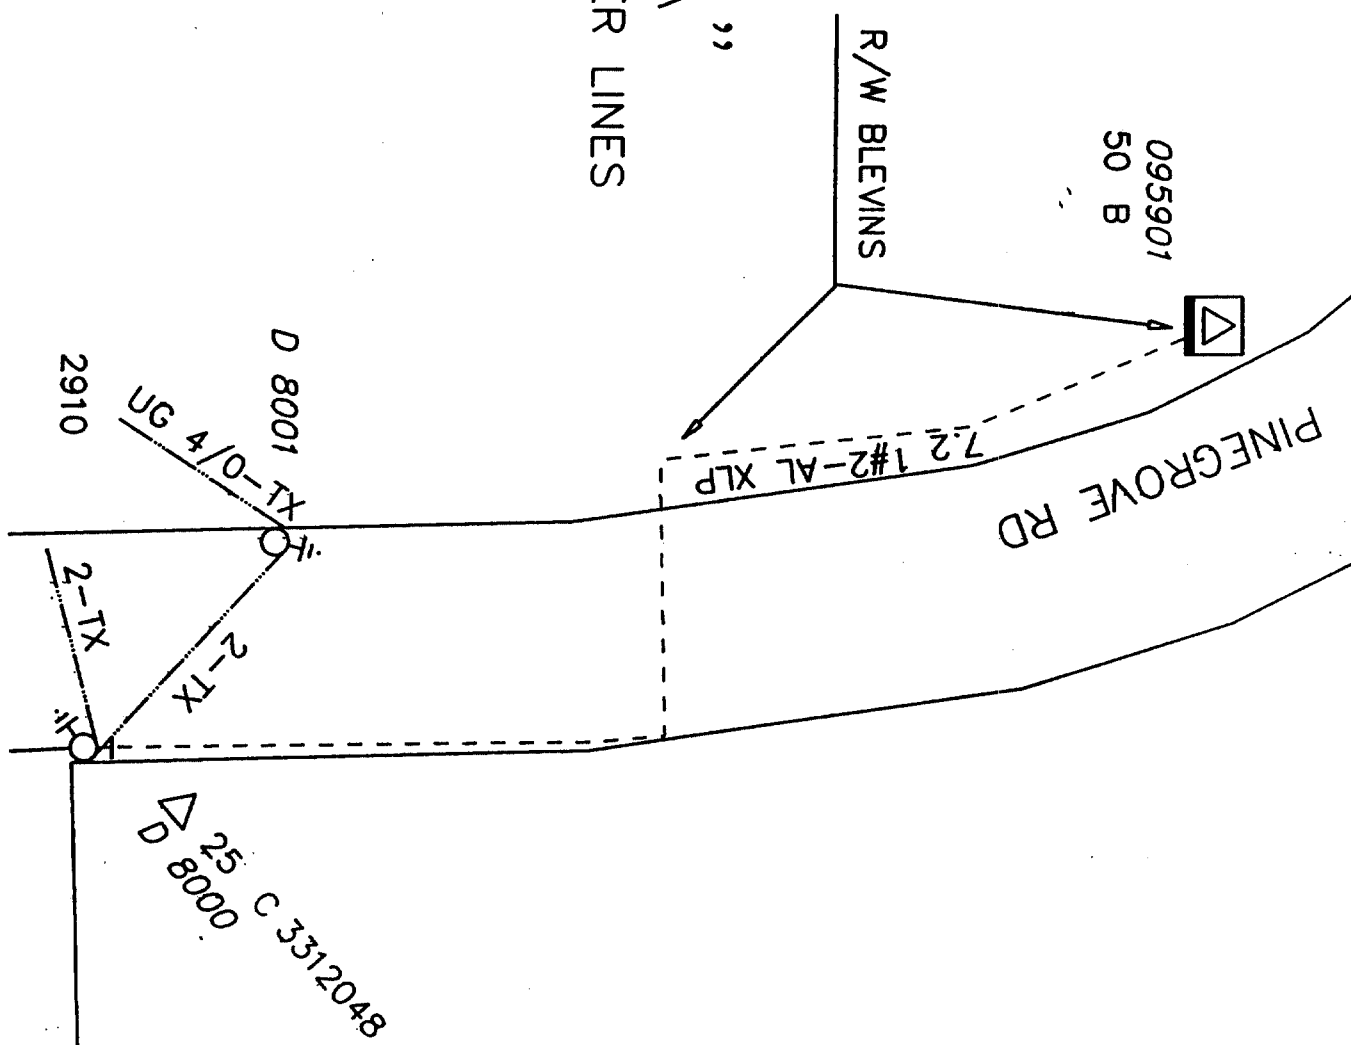 ER LINES
”
R/W BLEVINS
095901
50 B
PINEGROVE RD
7.2 1#2-AL XLP
D 8001
2910
UG 4/0-TX
2-TX
2-TX
25 C 3312048
D 8000